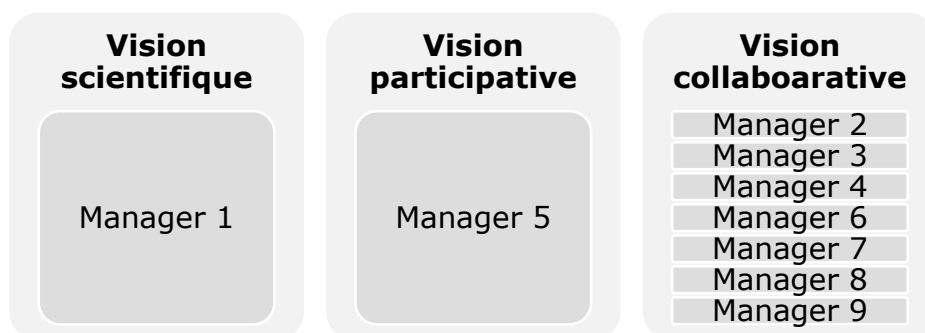 Vision
scientifique
Manager 1
Vision
participative
Manager 5
Vision
collaboarative
Manager 2
Manager 3
Manager 4
Manager 6
Manager 7
Manager 8
Manager 9